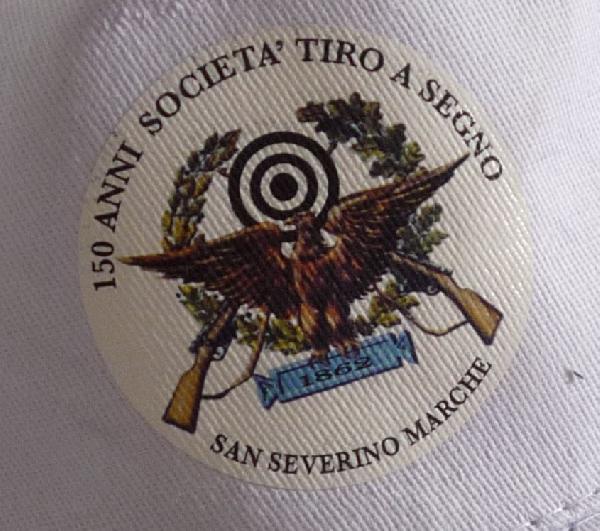 150 ANNI SOCIETA' TIRO A SEGNO
1862
SAN SEVERINO MARCHE